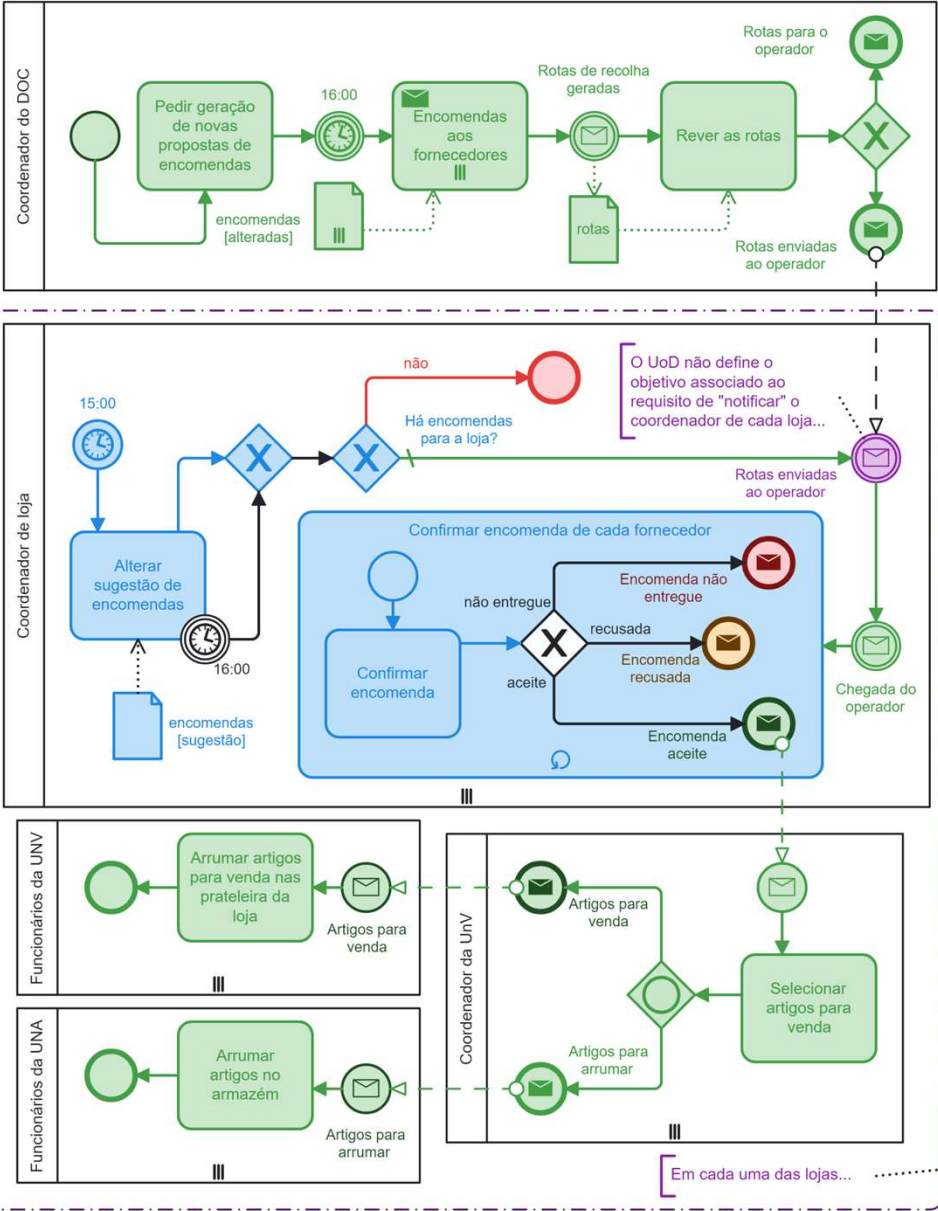 Coordenador do DOC
Pedir geração
de novas
propostas de
encomendas
16:00
encomendas
[alteradas]
Encomendas
aos
fornecedores
Rotas de recolha
geradas
rotas
Rever as rotas
Rotas para o
operador
X
Rotas enviadas
ao operador
Coordenador de loja
15:00
Alterar
sugestão de
encomendas
16:00
encomendas
[sugestão]
X
X
não
Há encomendas
para a loja?
O UoD não define o
objetivo associado ao
requisito de "notificar" o
coordenador de cada loja...
Rotas enviadas
ao operador
Chegada do
operador
Confirmar encomenda de cada fornecedor
Confirmar
encomenda
X
não entregue
Encomenda não
entregue
recusada
Encomenda
recusada
aceite
Encomenda
aceite
Funcionários da UNV
Arrumar artigos
para venda nas
prateleira da
loja
Artigos para
venda
Funcionários da UNA
Arrumar
artigos no
armazém
Artigos para
arrumar
Coordenador da UnV
Artigos para
venda
Artigos para
arrumar
Selecionar
artigos para
venda
Em cada uma das lojas...